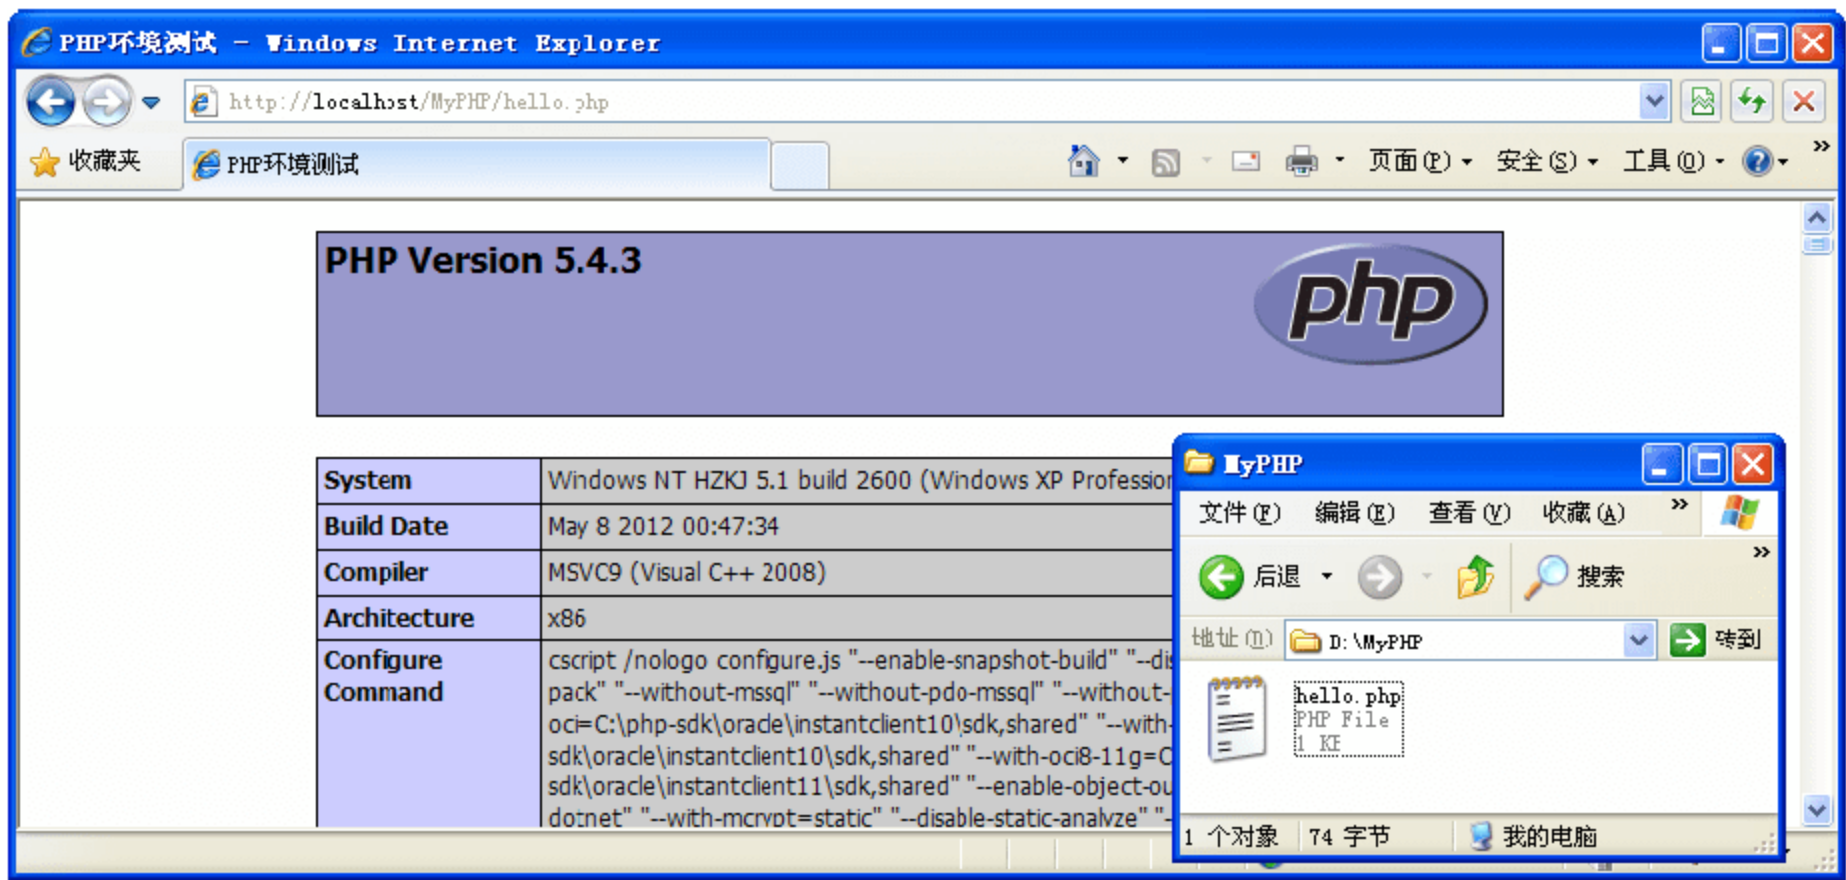 PHP环境测试 - Windows Internet Explorer
http://localhost/MyPHP/hello.php
收藏夹
PHP环境测试
页面(P)
安全(S)
工具(O)
PHP Version 5.4.3
php
System
Windows NT HZKJ 5.1 build 2600 (Windows XP Profession
Build Date
May 8 2012 00:47:34
Compiler
MSVC9 (Visual C++ 2008)
Architecture
x86
Configure
Command
cscript /nologo configure.js "--enable-snapshot-build" "--dis
pack" "--without-mssql" "--without-pdo-mssql" "--without-
oci=C:\php-sdk\oracle\instantclient10\sdk,shared" "--with-
sdk\oracle\instantclient10\sdk,shared" "--with-oci8-11g=C
sdk\oracle\instantclient11\sdk,shared" "--enable-object-ou
dotnet" "--with-mcrypt=static" "--disable-static-analyze" "-
MyPHP
文件(F) 编辑(E) 查看(V) 收藏(A)
后退
搜索
地址(D)
D:\MyPHP
转到
hello.php
PHP File
1 KB
1 个对象
74 字节
我的电脑